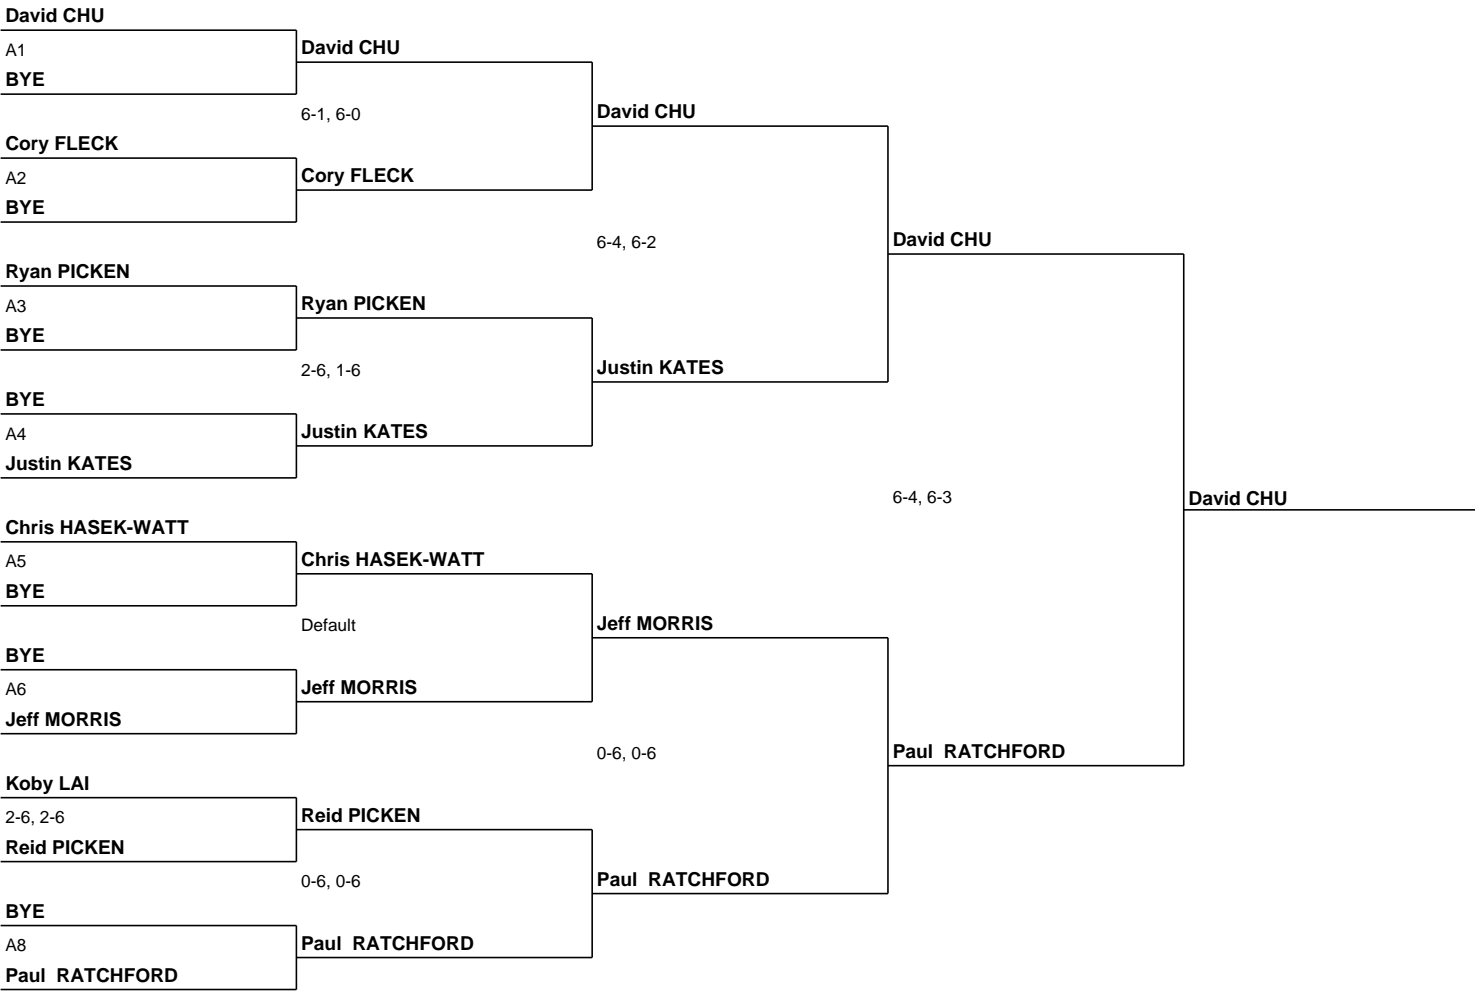 David CHU
A1
BYE
David CHU
6-1, 6-0
Cory FLECK
A2
BYE
Cory FLECK
David CHU
6-4, 6-2
Ryan PICKEN
A3
BYE
Ryan PICKEN
2-6, 1-6
BYE
A4
Justin KATES
Justin KATES
Justin KATES
David CHU
6-4, 6-3
David CHU
Chris HASEK-WATT
A5
BYE
Chris HASEK-WATT
Default
BYE
A6
Jeff MORRIS
Jeff MORRIS
Jeff MORRIS
0-6, 0-6
Koby LAI
2-6, 2-6
Reid PICKEN
Reid PICKEN
0-6, 0-6
BYE
A8
Paul  RATCHFORD
Paul  RATCHFORD
Paul  RATCHFORD
Paul  RATCHFORD